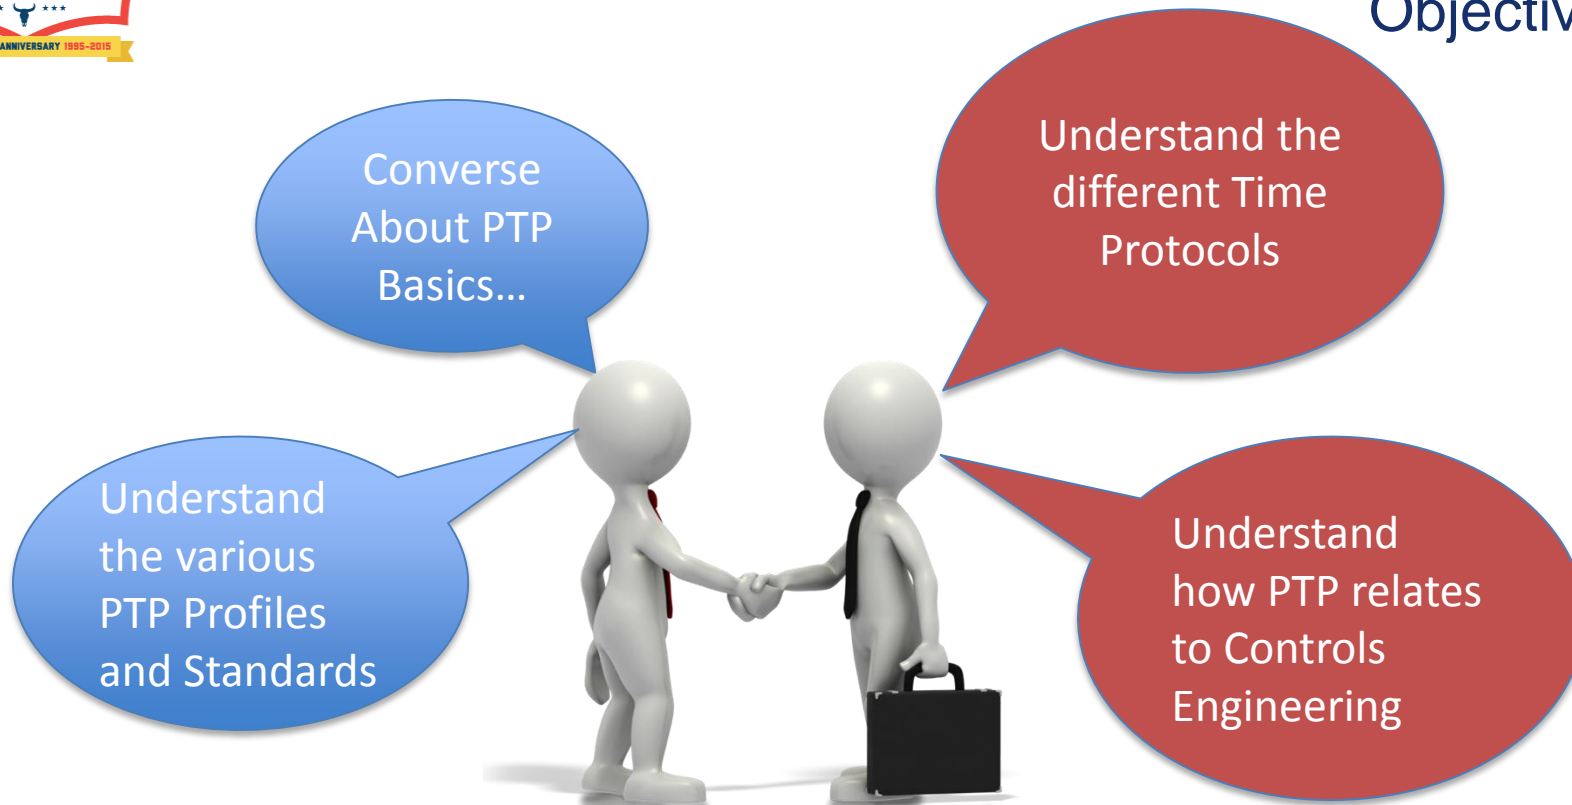 ANNIVERSARY 1995-2015
Converse
About PTP
Basics...
Understand the
different Time
Protocols
Understand
the various
PTP Profiles
and Standards
Understand
how PTP relates
to Controls
Engineering